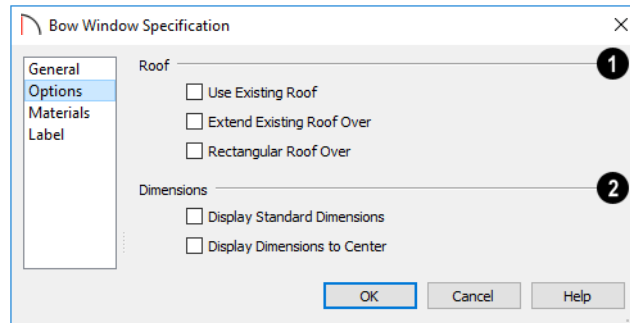 Bow Window Specification
General
Options
Materials
Label
Roof
1
Use Existing Roof
Extend Existing Roof Over
Rectangular Roof Over
Dimensions
2
Display Standard Dimensions
Display Dimensions to Center
OK
Cancel
Help